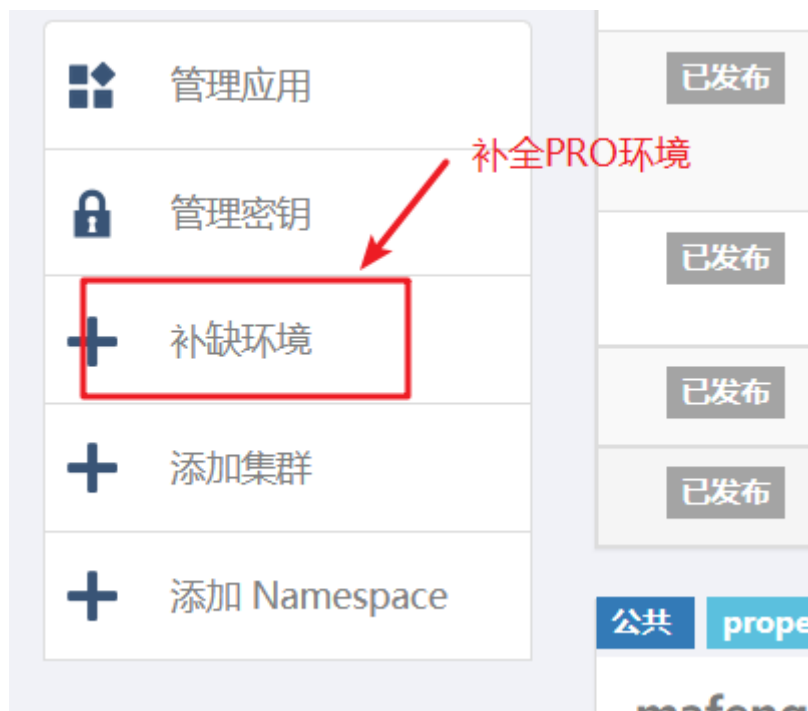 管理应用
管理密钥
补缺环境
添加集群
添加 Namespace
补全PRO环境
已发布
已发布
已发布
已发布
公共 prope